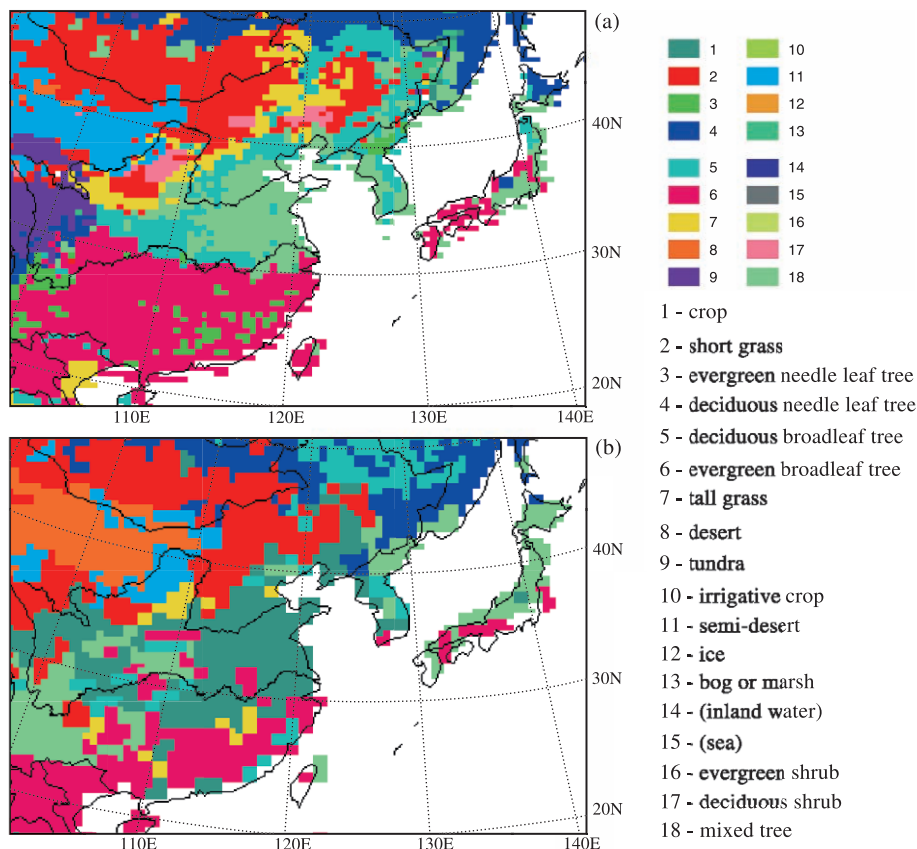 (a)
40N
30N
20N
110E 120E 130E 140E
(b)
40N
30N
20N
110E 120E 130E 140E
1 10
2 11
3 12
4 13
5 14
6 15
7 16
8 17
9 18
1 - crop
2 - short grass
3 - evergreen needle leaf tree
4 - deciduous needle leaf tree
5 - deciduous broadleaf tree
6 - evergreen broadleaf tree
7 - tall grass
8 - desert
9 - tundra
10 - irrigative crop
11 - semi-desert
12 - ice
13 - bog or marsh
14 - (inland water)
15 - (sea)
16 - evergreen shrub
17 - deciduous shrub
18 - mixed tree